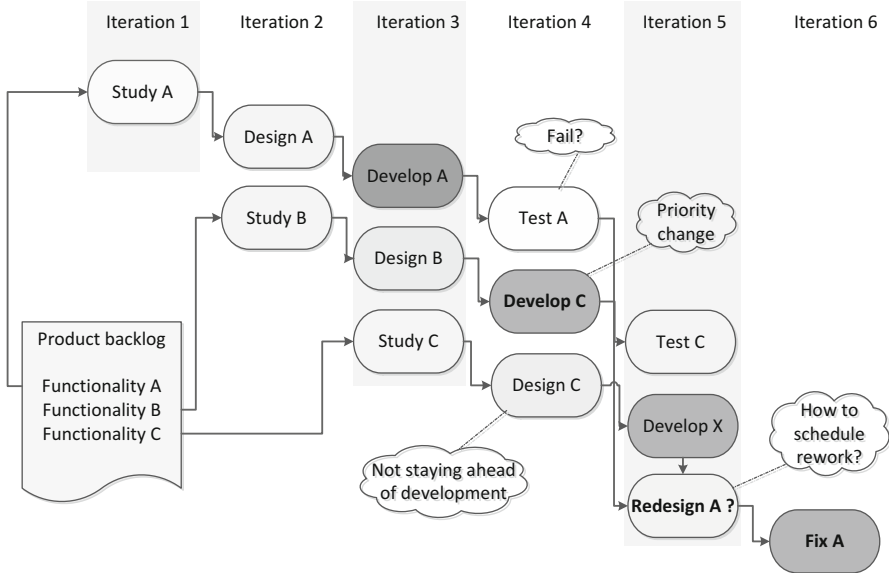 Iteration 1
Iteration 2
Iteration 3
Iteration 4
Iteration 5
Iteration 6
Study A
Design A
Fail?
Develop A
Study B
Test A
Priority
change
Design B
Develop C
Product backlog
Study C
Test C
Functionality A
Functionality B
Functionality C
Design C
Develop X
How to
schedule
rework?
Not staying ahead
of development
Redesign A ?
Fix A